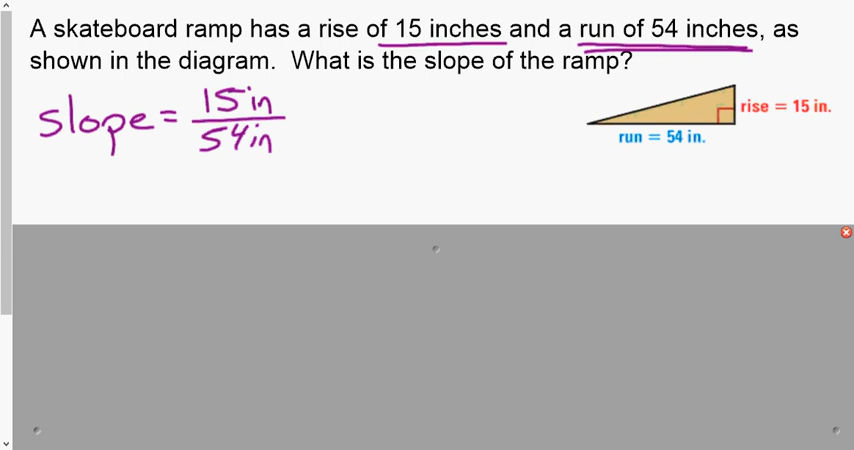 A skateboard ramp has a rise of 15 inches and a run of 54 inches, as
shown in the diagram.  What is the slope of the ramp?
slope = 15in
54in
rise = 15 in.
run = 54 in.